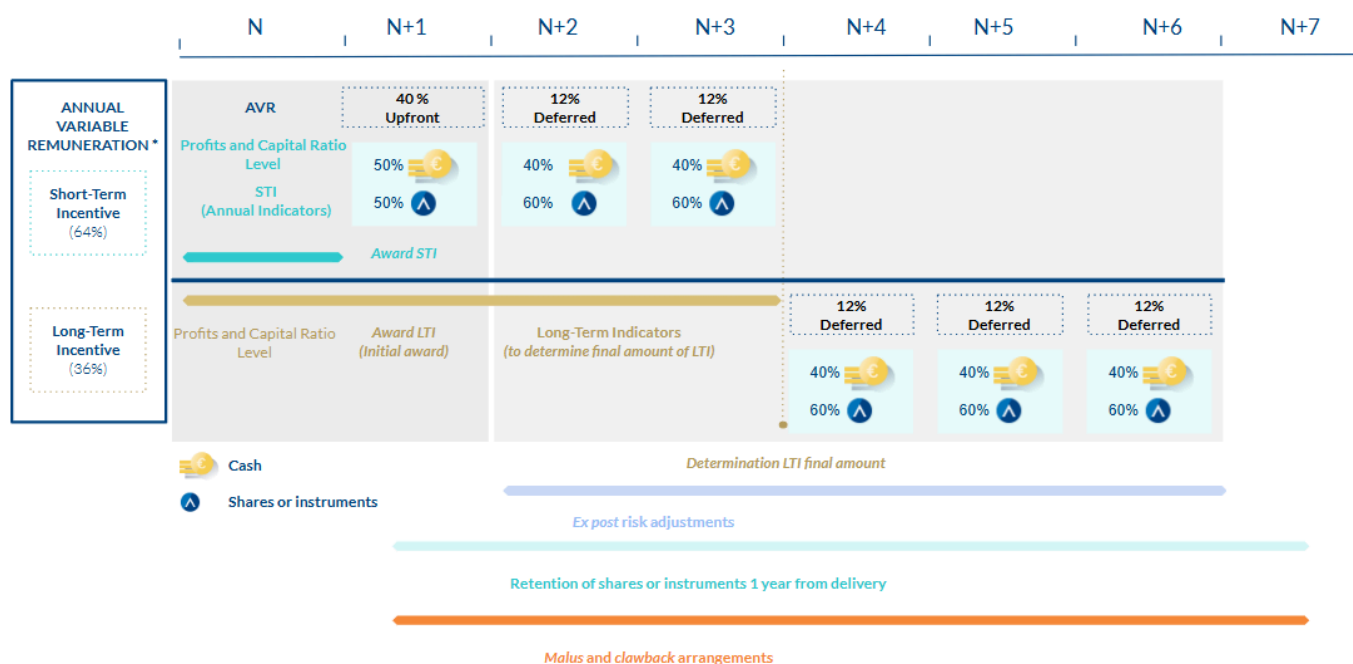 N
N+1
N+2
N+3
N+4
N+5
N+6
N+7
ANNUAL
VARIABLE
REMUNERATION *
Short-Term
Incentive
(64%)
Long-Term
Incentive
(36%)
AVR
Profits and Capital Ratio
Level
STI
(Annual Indicators)
40 %
Upfront
50%
50%
Award STI
12%
Deferred
40%
60%
12%
Deferred
40%
60%
Profits and Capital Ratio
Level
Award LTI
(Initial award)
Long-Term Indicators
(to determine final amount of LTI)
12%
Deferred
40%
60%
12%
Deferred
40%
60%
12%
Deferred
40%
60%
Cash
Shares or instruments
Determination LTI final amount
Ex post risk adjustments
Retention of shares or instruments 1 year from delivery
Malus and clawback arrangements